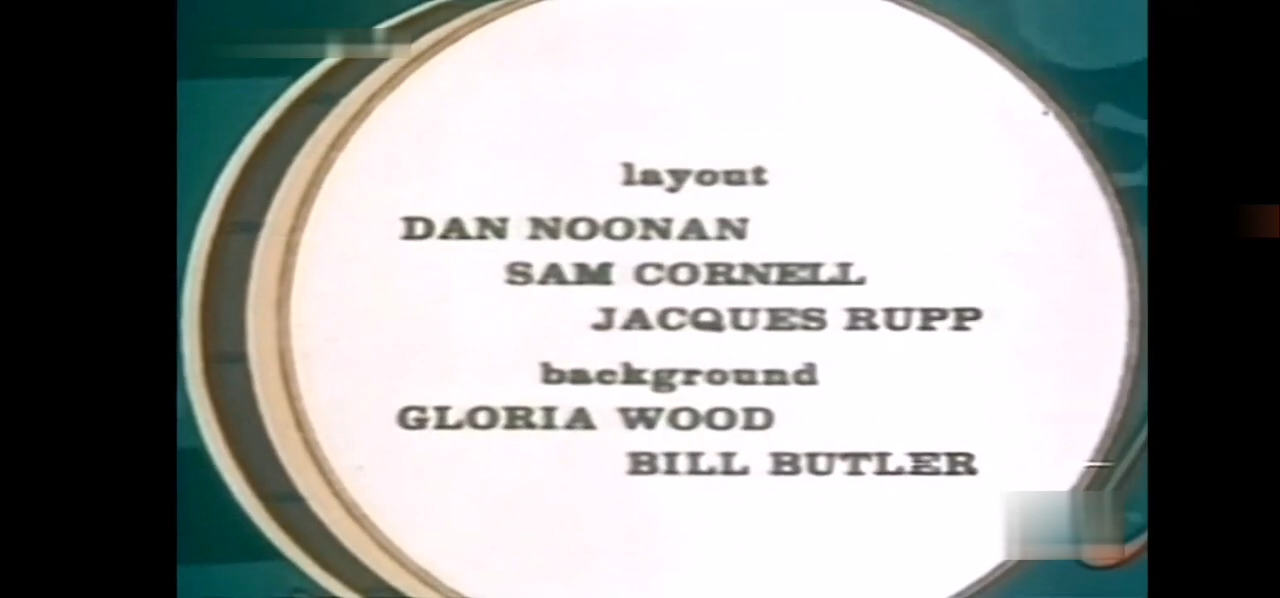 layout
DAN NOONAN
SAM CORNELL
JACQUES RUPP
background
GLORIA WOOD
BILL BUTLER